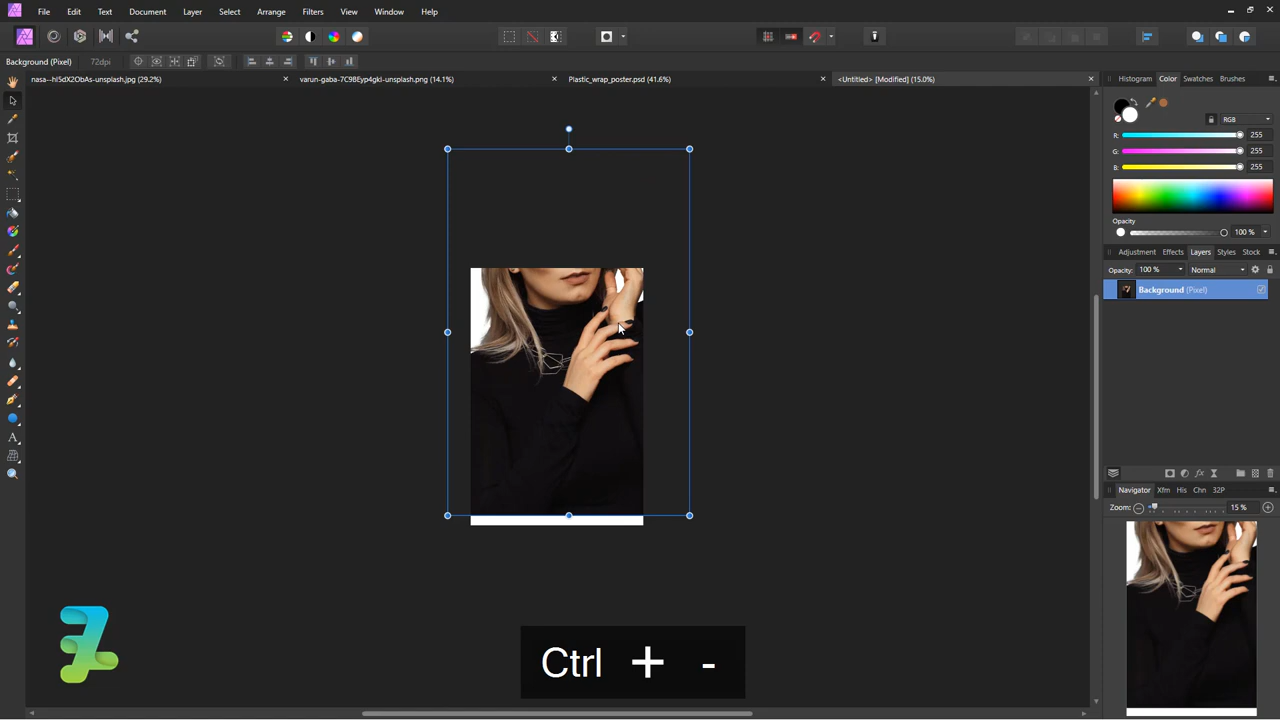 File Edit Text Document Layer Select Arrange Filters View Window Help
Background (Pixel) 72dpi
nasa--hI5dX2ObAs-unsplash.jpg (29.2%) varun-gaba-7C98Eyp4gki-unsplash.png (14.1%) Plastic_wrap_poster.psd (41.6%) <Untitled> [Modified] (15.0%)
Histogram Color Swatches Brushes
RGB
R: 255
G: 255
B: 255
Opacity
100 %
Adjustment Effects Layers Styles Stock
Opacity: 100 % Normal
Background (Pixel)
Navigator Xfm His Chn 32P
Zoom: 15 %
Ctrl + -